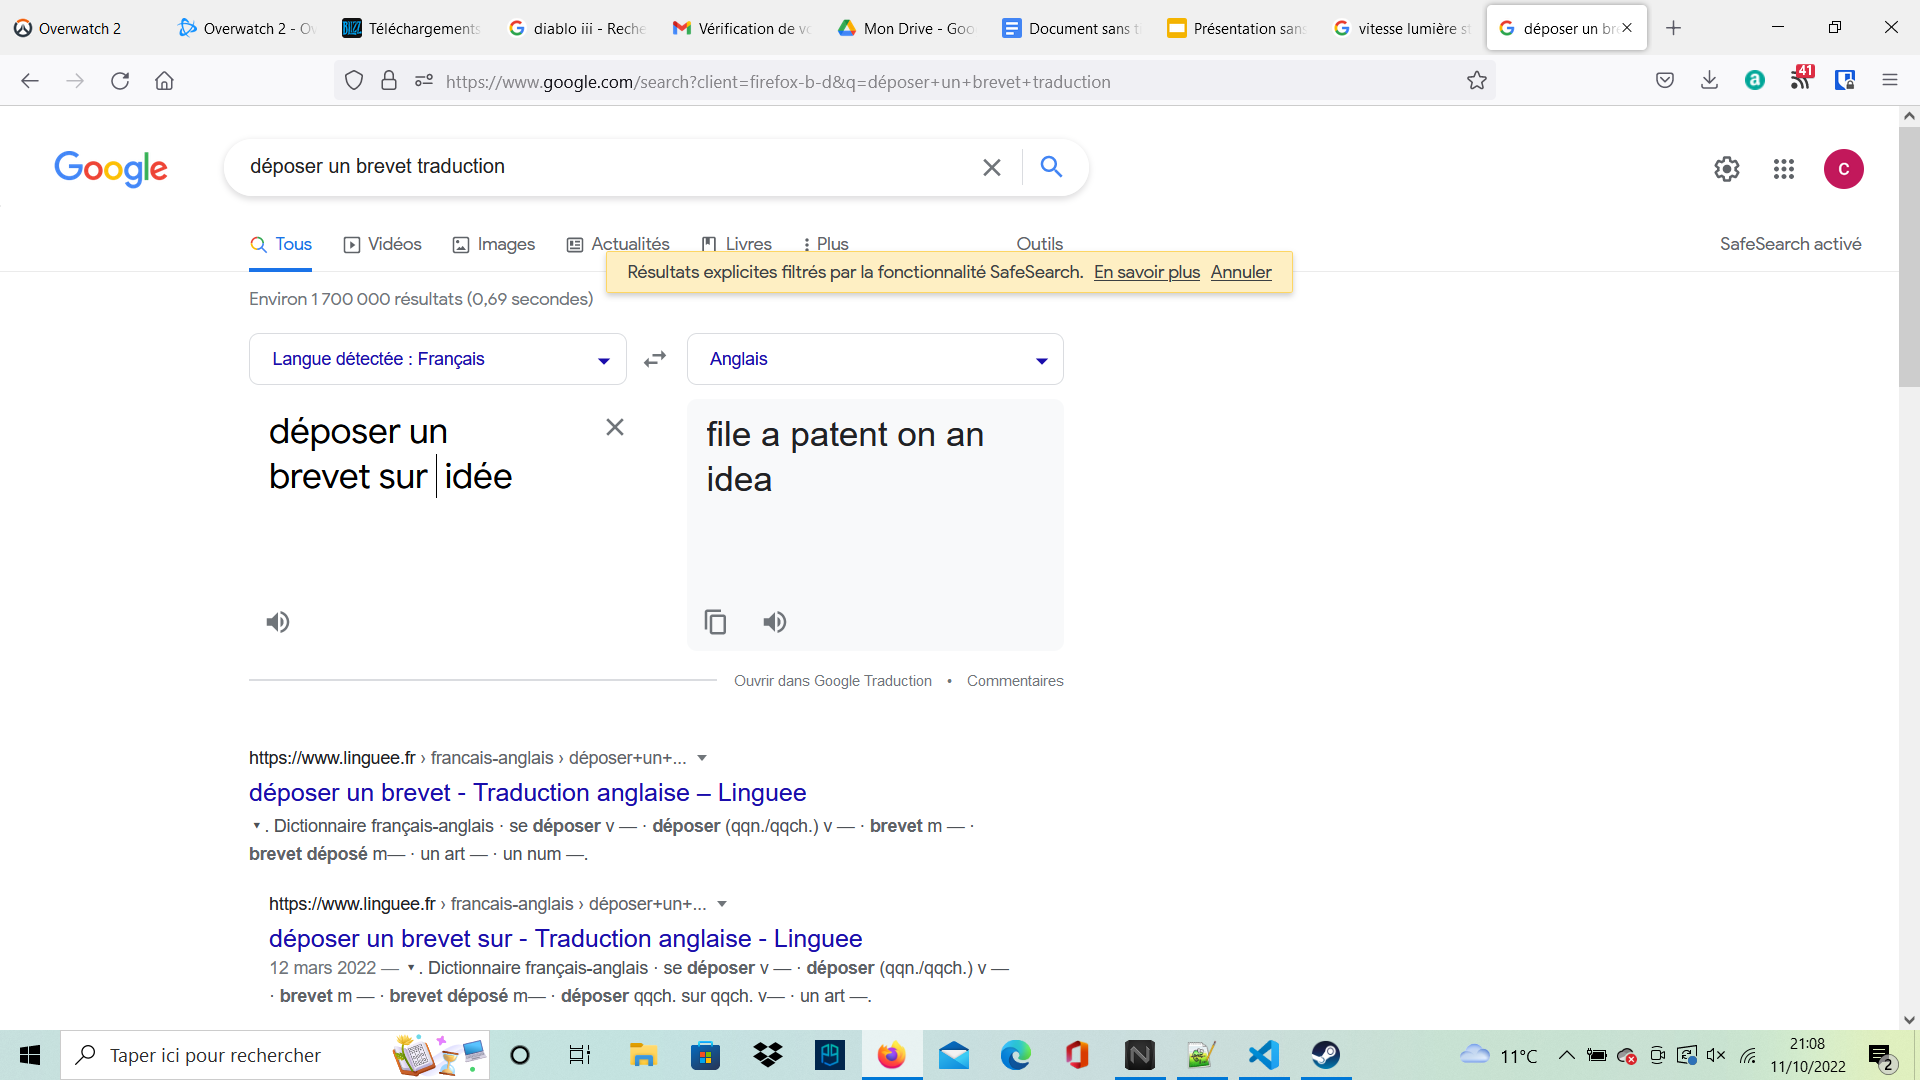 Overwatch 2
Overwatch 2 - Ov
Téléchargements
diablo iii - Reche
Vérification de vo
Mon Drive - Goo
Document sans t
Présentation sans
vitesse lumière st
déposer un br
https://www.google.com/search?client=firefox-b-d&q=déposer+un+brevet+traduction
41
Google
déposer un brevet traduction
C
Tous
Vidéos
Images
Actualités
Livres
Plus
Outils
SafeSearch activé
Résultats explicites filtrés par la fonctionnalité SafeSearch. En savoir plus Annuler
Environ 1 700 000 résultats (0,69 secondes)
Langue détectée : Français
Anglais
déposer un
brevet sur idée
file a patent on an
idea
Ouvrir dans Google Traduction • Commentaires
https://www.linguee.fr › francais-anglais › déposer+un+...
déposer un brevet - Traduction anglaise – Linguee
. Dictionnaire français-anglais · se déposer v — · déposer (qqn./qqch.) v — · brevet m — ·
brevet déposé m— · un art — · un num —.
https://www.linguee.fr › francais-anglais › déposer+un+...
déposer un brevet sur - Traduction anglaise - Linguee
12 mars 2022 — . Dictionnaire français-anglais · se déposer v — · déposer (qqn./qqch.) v —
· brevet m — · brevet déposé m— · déposer qqch. sur qqch. v— · un art —.
Taper ici pour rechercher
11°C
21:08
11/10/2022
2